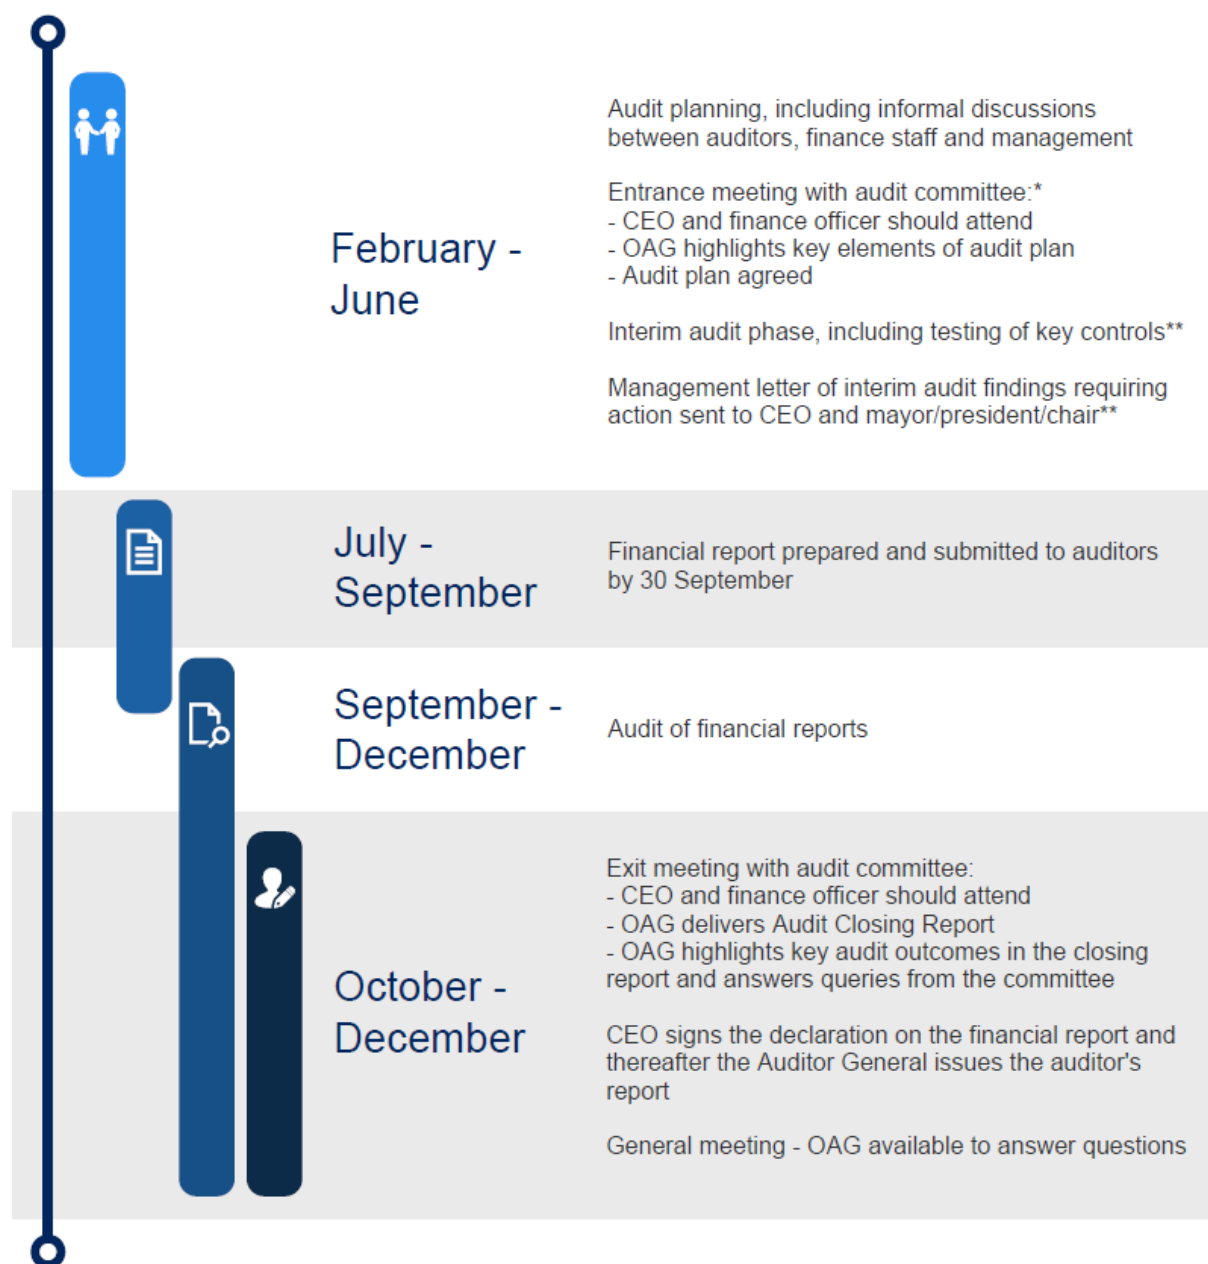 February -
June
Audit planning, including informal discussions
between auditors, finance staff and management
Entrance meeting with audit committee:*
- CEO and finance officer should attend
- OAG highlights key elements of audit plan
- Audit plan agreed
Interim audit phase, including testing of key controls**
Management letter of interim audit findings requiring
action sent to CEO and mayor/president/chair**
July -
September
Financial report prepared and submitted to auditors
by 30 September
September -
December
Audit of financial reports
October -
December
Exit meeting with audit committee:
- CEO and finance officer should attend
- OAG delivers Audit Closing Report
- OAG highlights key audit outcomes in the closing
report and answers queries from the committee
CEO signs the declaration on the financial report and
thereafter the Auditor General issues the auditor's
report
General meeting - OAG available to answer questions